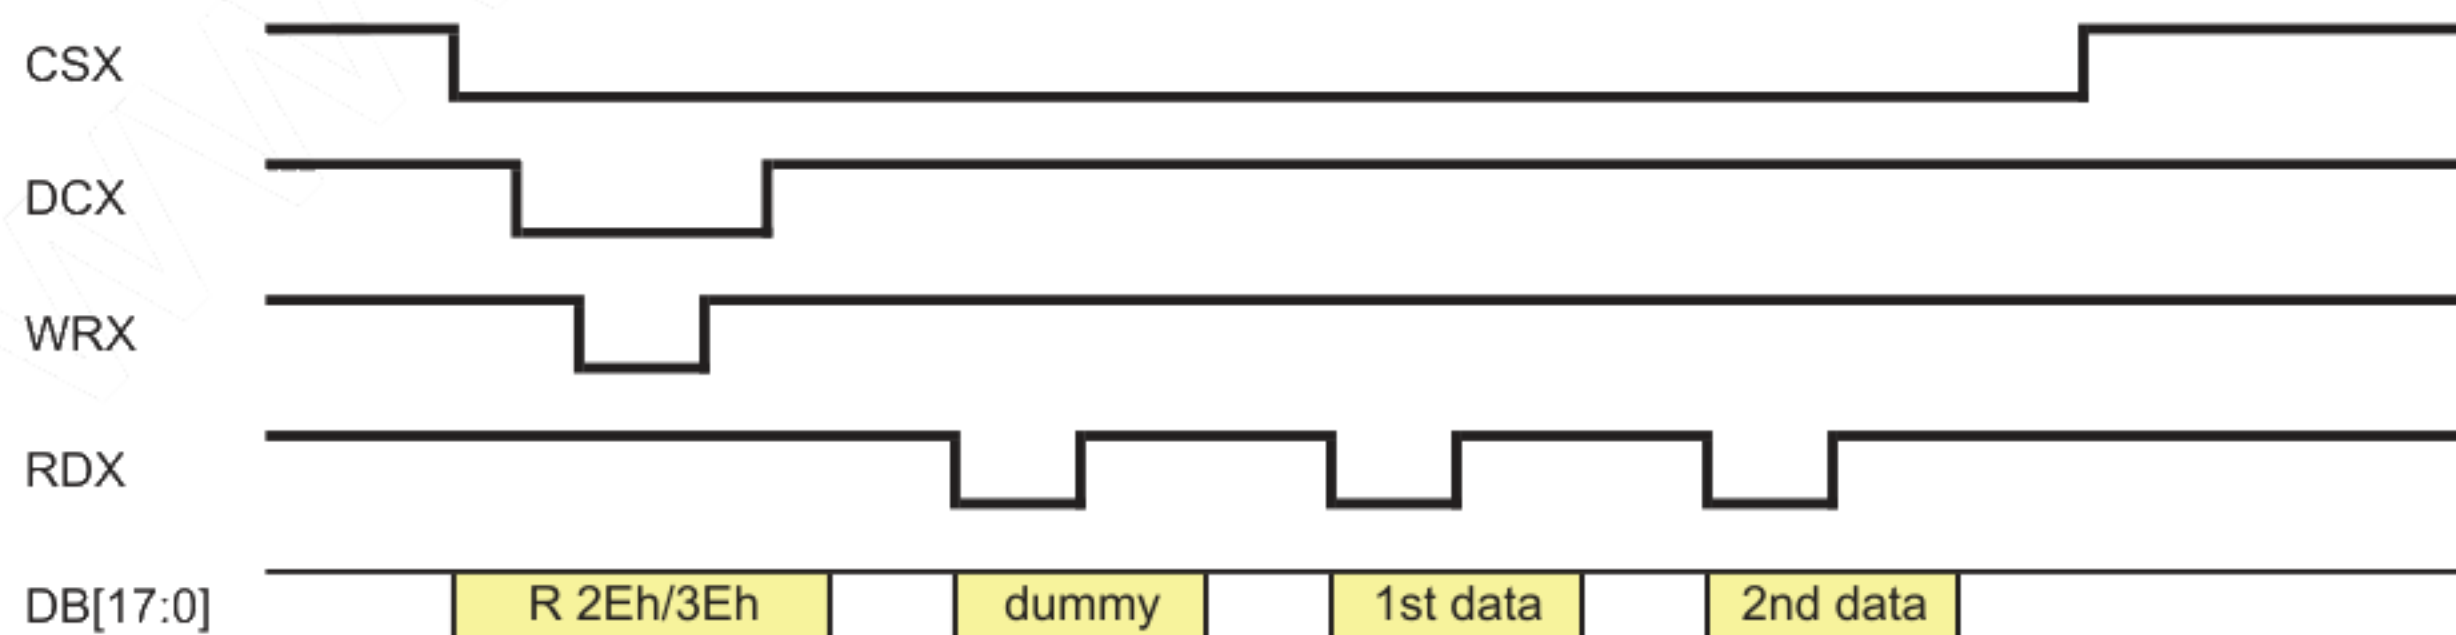 CSX
DCX
WRX
RDX
DB[17:0] R 2Eh/3Eh dummy 1st data 2nd data